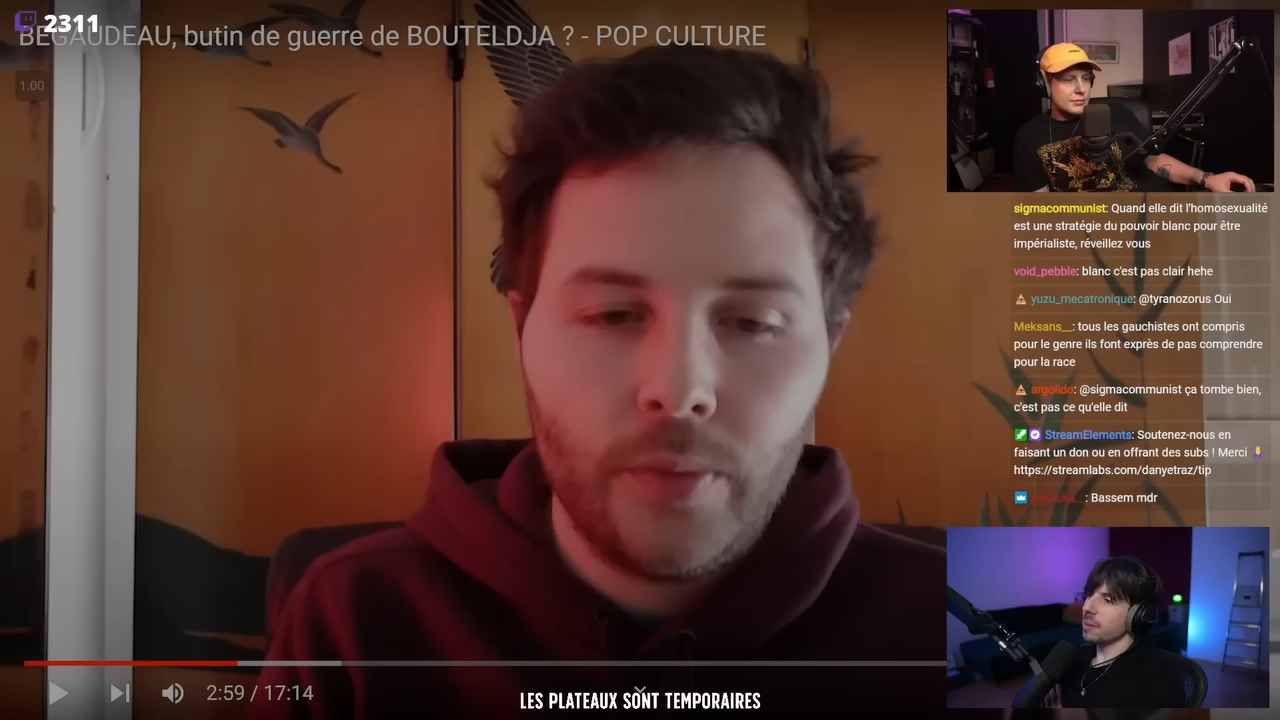 2311
BEGAUDEAU, butin de guerre de BOUTELDJA ? - POP CULTURE
1.00
sigmacommunist: Quand elle dit l'homosexualité
est une stratégie du pouvoir blanc pour être
impérialiste, réveillez vous
void_pebble: blanc c'est pas clair hehe
yuzu_mecatronique: @tyranozorus Oui
Meksans__: tous les gauchistes ont compris
pour le genre ils font exprès de pas comprendre
pour la race
argolido: @sigmacommunist ça tombe bien,
c'est pas ce qu'elle dit
StreamElements: Soutenez-nous en
faisant un don ou en offrant des subs ! Merci
https://streamlabs.com/danyetraz/tip
: Bassem mdr
2:59 / 17:14
LES PLATEAUX SONT TEMPORAIRES